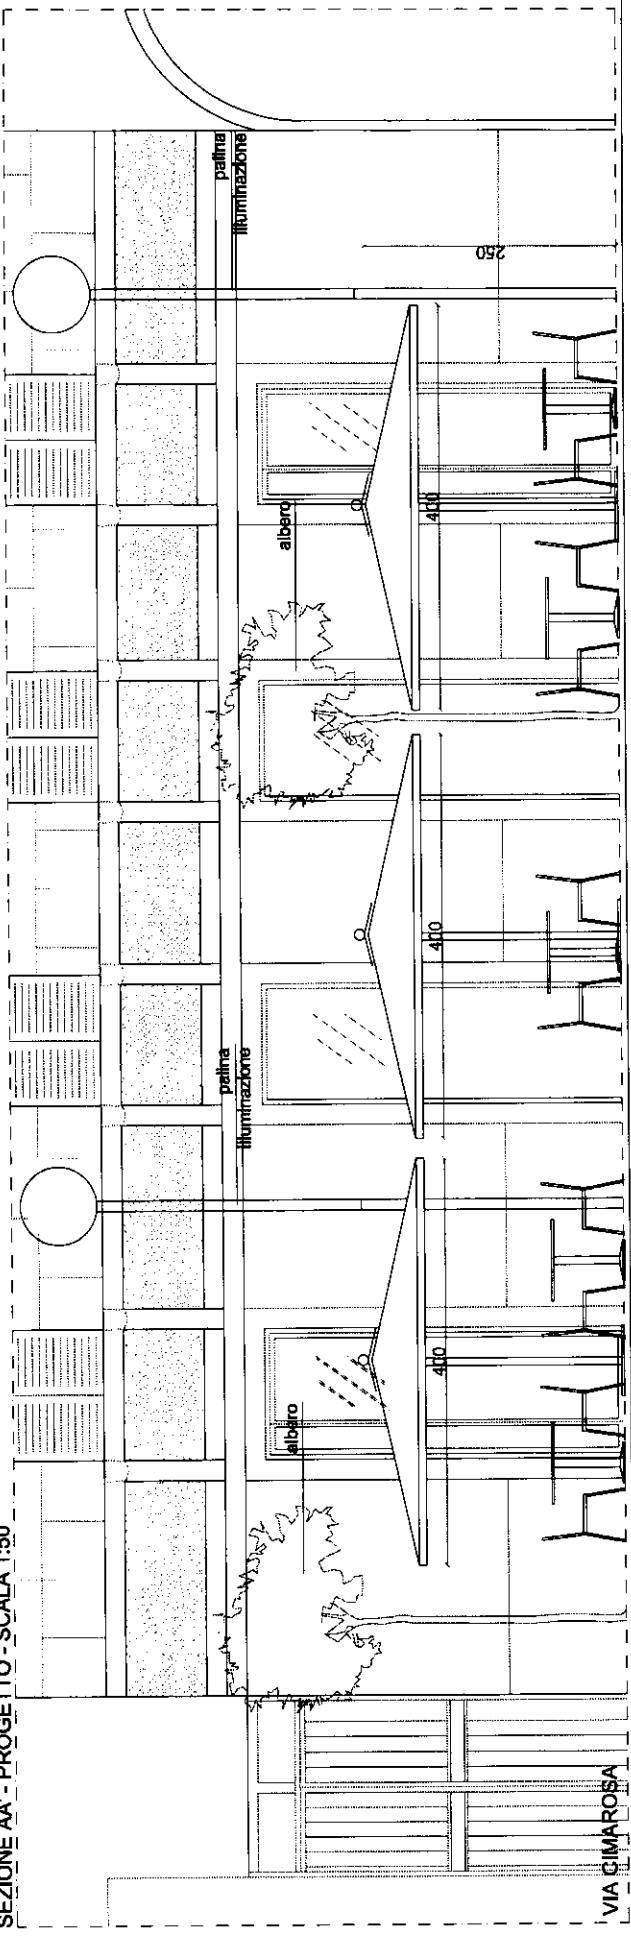 SEZIONE AA' - PROGETTO - SCALA 1:50
albero
palina
illuminazione
albero
palina
illuminazione
400
400
400
250
VIA CIMAROSA